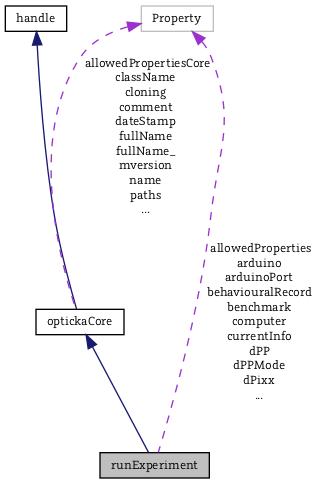 handle
Property
allowedPropertiesCore
className
cloning
comment
dateStamp
fullName
fullName_
mversion
name
paths
...
allowedProperties
arduino
arduinoPort
behaviouralRecord
benchmark
computer
currentInfo
dPP
dPPMode
dPixx
...
optickaCore
runExperiment